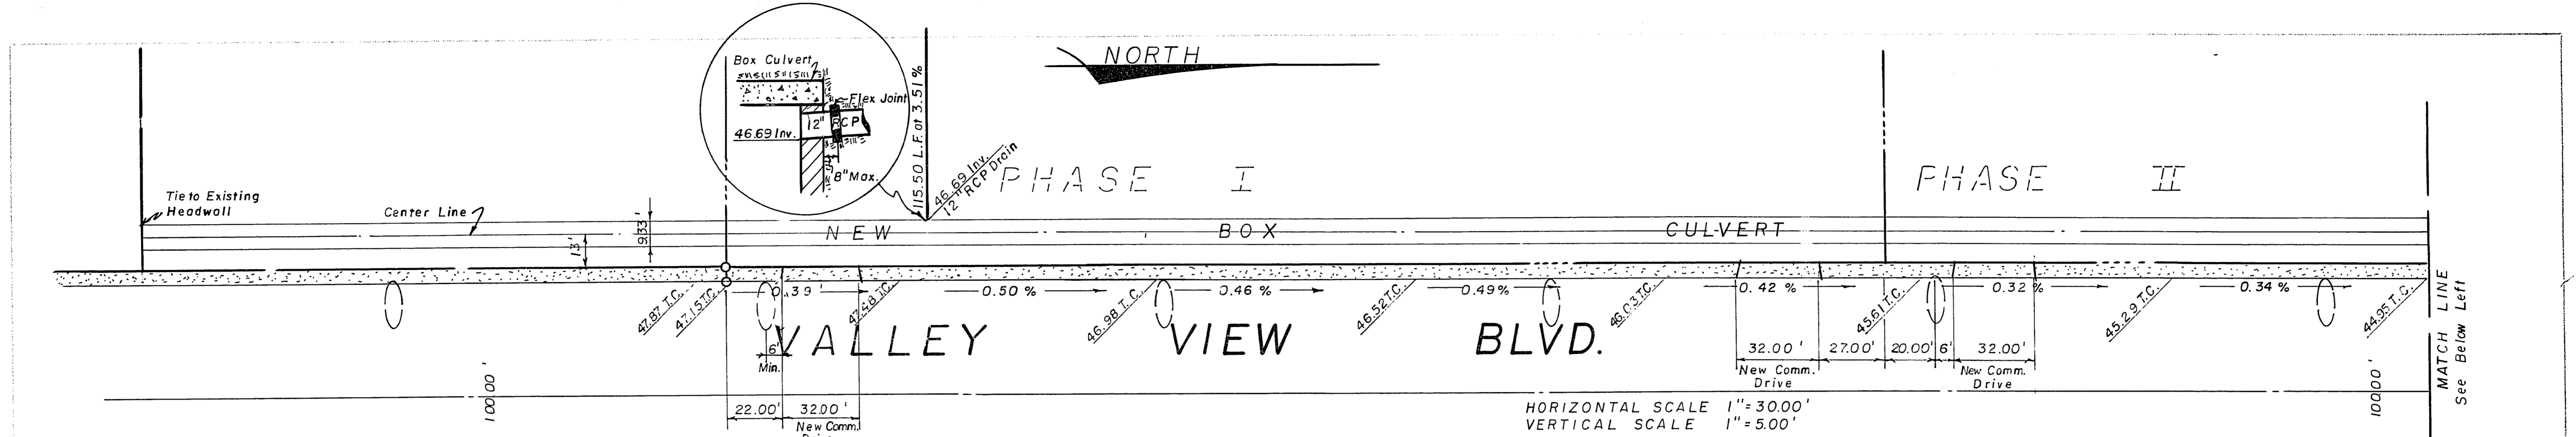 NORTH
Box Culvert
Flex Joint
12" RCP
46.69 Inv.
8" Max.
115.50 L.F. at 3.51 %
46.69 Inv.
12" RCP Drain
PHASE I
PHASE II
Tie to Existing
Headwall
Center Line
9.33'
13'
NEW BOX CULVERT
47.87 T.C.
47.15 T.C.
47.48 T.C.
0.50 %
46.98 T.C.
0.46 %
46.52 T.C.
0.49 %
46.03 T.C.
0.42 %
45.61 T.C.
0.32 %
45.29 T.C.
0.34 %
44.95 T.C.
VALLEY VIEW BLVD.
6'
Min.
32.00' 27.00' 20.00' 6' 32.00'
New Comm.
Drive
New Comm.
Drive
100.00'
100.00'
22.00' 32.00'
New Comm.
HORIZONTAL SCALE 1"=30.00'
VERTICAL SCALE 1"=5.00'
MATCH LINE
See Below Left